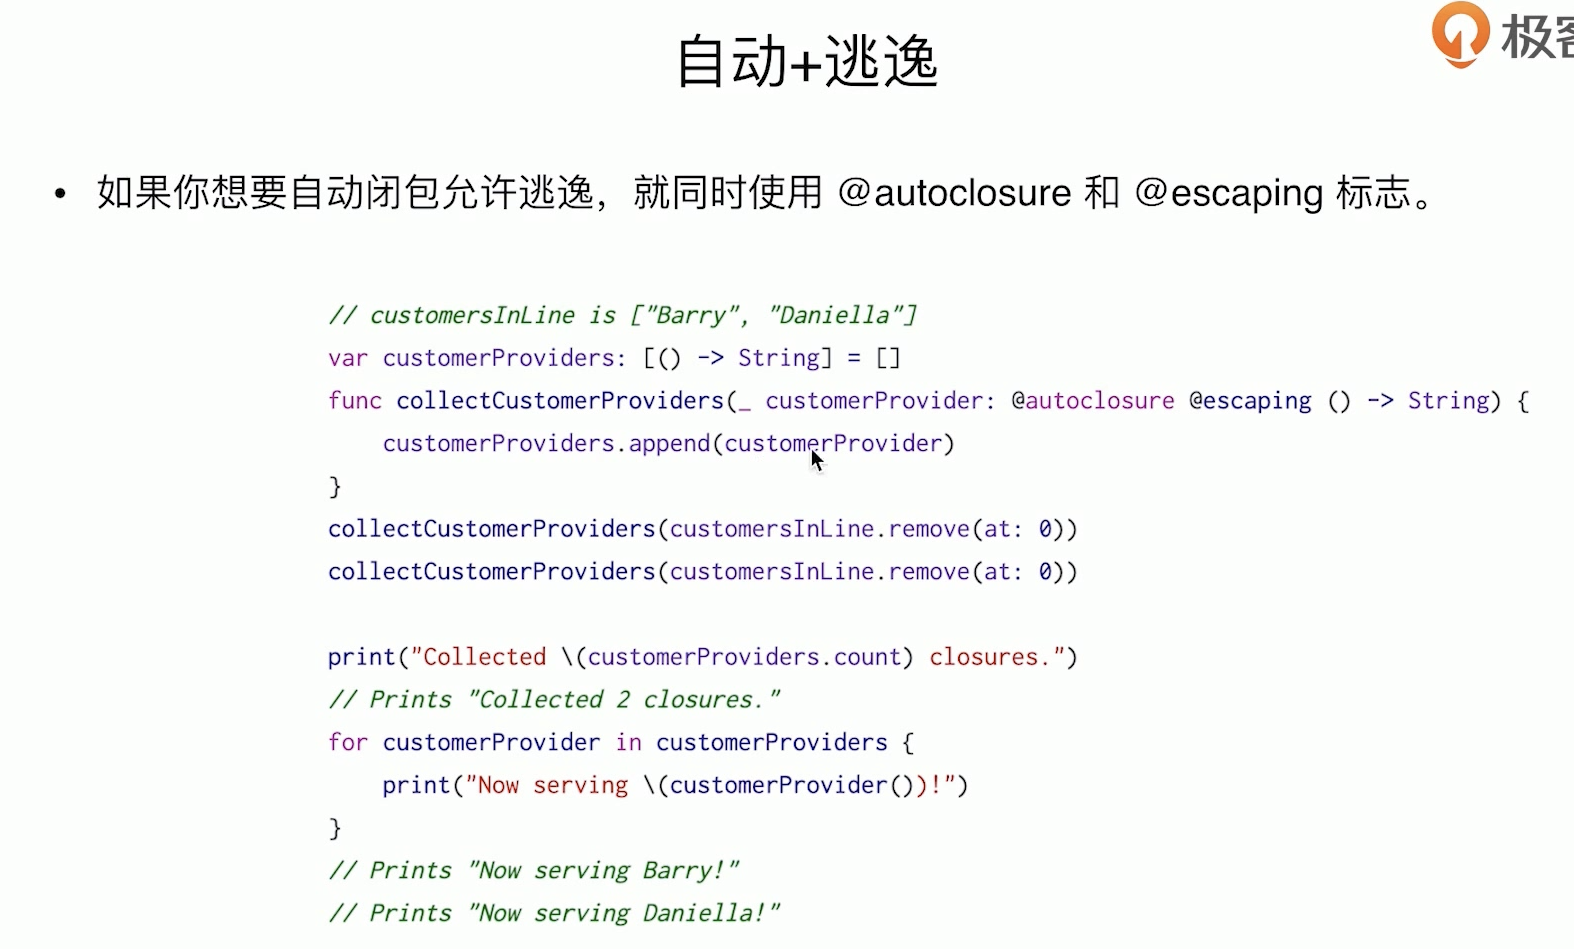 极客
自动+逃逸
• 如果你想要自动闭包允许逃逸，就同时使用 @autoclosure 和 @escaping 标志。
// customersInLine is ["Barry", "Daniella"]
var customerProviders: [() -> String] = []
func collectCustomerProviders(_ customerProvider: @autoclosure @escaping () -> String) {
    customerProviders.append(customerProvider)
}
collectCustomerProviders(customersInLine.remove(at: 0))
collectCustomerProviders(customersInLine.remove(at: 0))

print("Collected \(customerProviders.count) closures.")
// Prints "Collected 2 closures."
for customerProvider in customerProviders {
    print("Now serving \(customerProvider())!")
}
// Prints "Now serving Barry!"
// Prints "Now serving Daniella!"